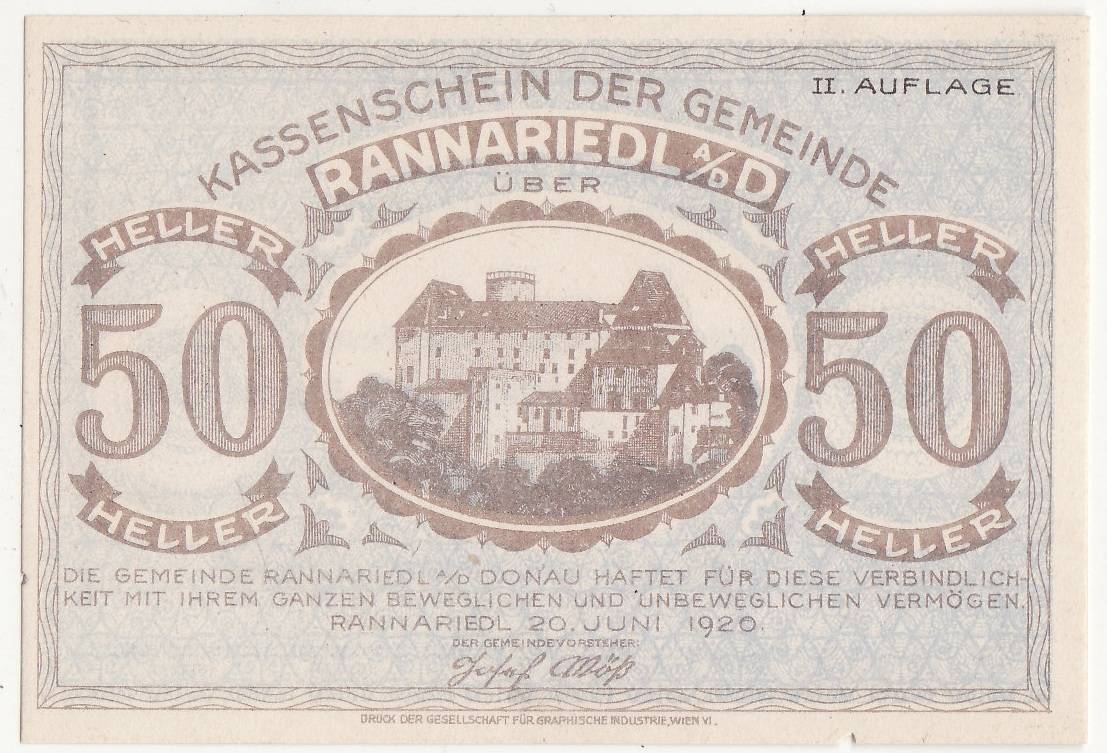 II. AUFLAGE
KASSENSCHEIN DER GEMEINDE
RANNARIEDL A/D D
ÜBER
HELLER
HELLER
50
50
HELLER
HELLER
DIE GEMEINDE RANNARIEDL A/D DONAU HAFTET FÜR DIESE VERBINDLICH-
KEIT MIT IHREM GANZEN BEWEGLICHEN UND UNBEWEGLICHEN VERMÖGEN.
RANNARIEDL 20. JUNI 1920.
DER GEMEINDEVORSTEHER:
Josef Wöß
DRUCK DER GESELLSCHAFT FÜR GRAPHISCHE INDUSTRIE, WIEN VI.